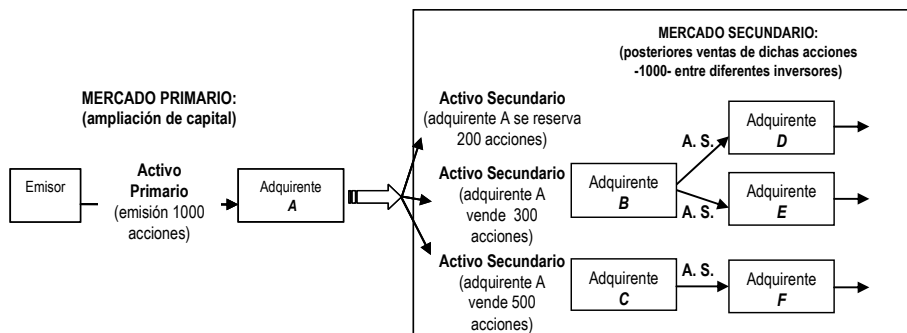 MERCADO PRIMARIO:
(ampliación de capital)
Emisor
Activo
Primario
(emisión 1000
acciones)
Adquirente
A
MERCADO SECUNDARIO:
(posteriores ventas de dichas acciones
-1000- entre diferentes inversores)
Activo Secundario
(adquirente A se reserva
200 acciones)
Activo Secundario
(adquirente A
vende 300
acciones)
Activo Secundario
(adquirente A
vende 500
acciones)
Adquirente
B
A. S.
A. S.
Adquirente
D
Adquirente
E
Adquirente
C
A. S.
Adquirente
F